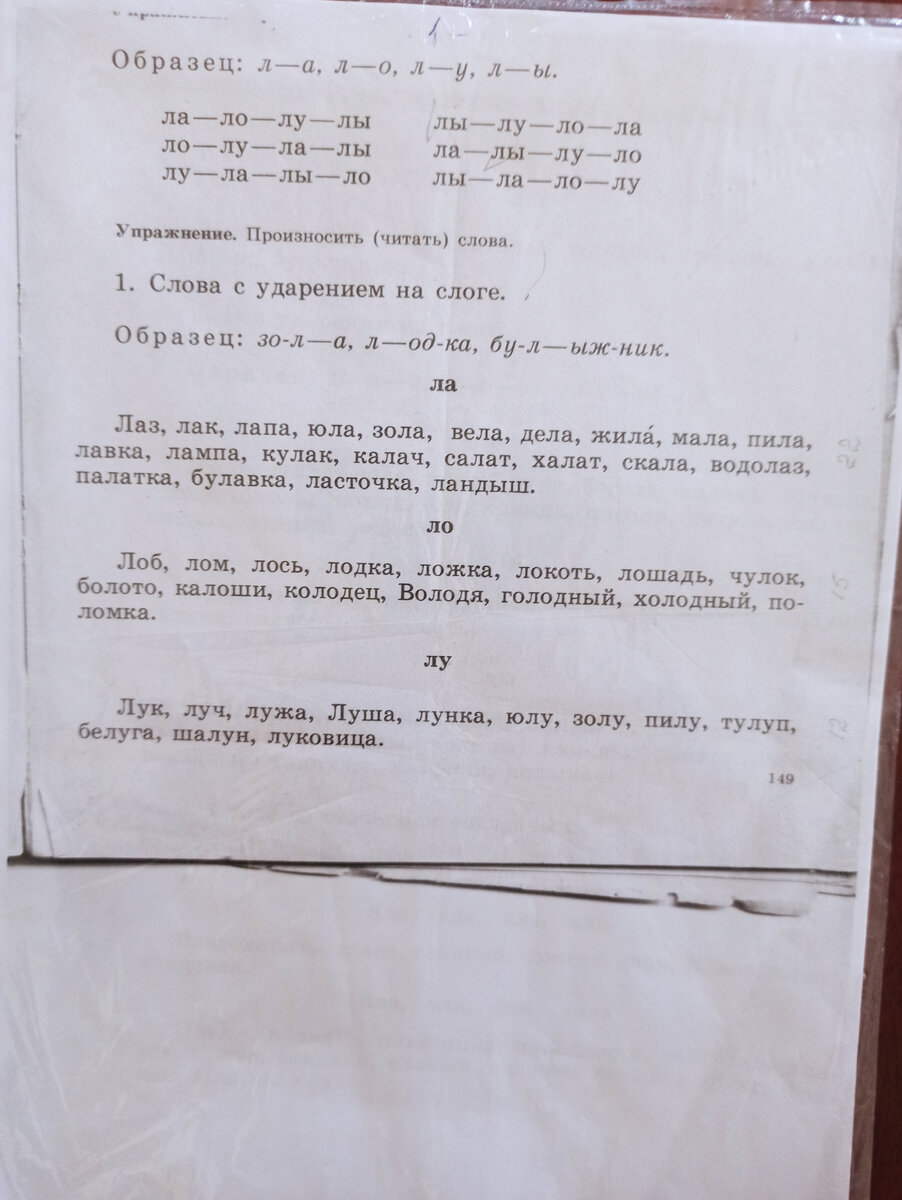 1
Образец: л—а, л—о, л—у, л—ы.
ла—ло—лу—лы лы—лу—ло—ла
ло—лу—ла—лы ла—лы—лу—ло
лу—ла—лы—ло лы—ла—ло—лу
Упражнение. Произносить (читать) слова.
1. Слова с ударением на слоге.
Образец: зо-л—а, л—од-ка, бу-л—ыж-ник.
ла
Лаз, лак, лапа, юла, зола, вела, дела, жила́, мала, пила,
лавка, лампа, кулак, калач, салат, халат, скала, водолаз,
палатка, булавка, ласточка, ландыш.
22
ло
Лоб, лом, лось, лодка, ложка, локоть, лошадь, чулок,
болото, калоши, колодец, Володя, голодный, холодный, по-
ломка.
15
лу
Лук, луч, лужа, Луша, лунка, юлу, золу, пилу, тулуп,
белуга, шалун, луковица.
12
149